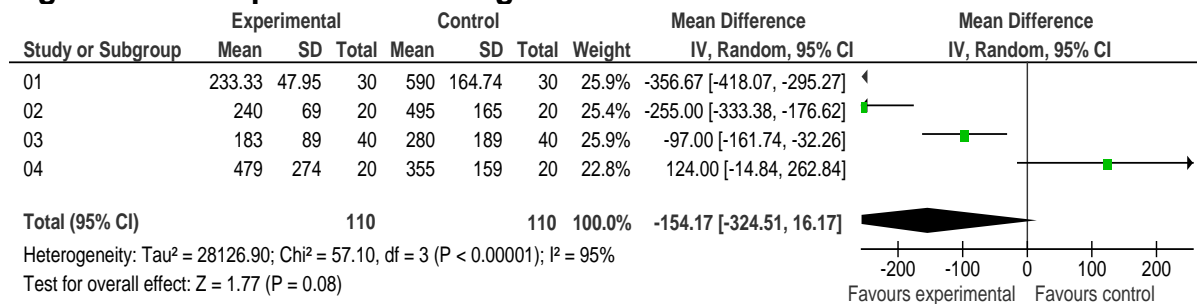 Experimental Control Mean Difference Mean Difference
Study or Subgroup Mean SD Total Mean SD Total Weight IV, Random, 95% CI IV, Random, 95% CI
01 233.33 47.95 30 590 164.74 30 25.9% -356.67 [-418.07, -295.27]
02 240 69 20 495 165 20 25.4% -255.00 [-333.38, -176.62]
03 183 89 40 280 189 40 25.9% -97.00 [-161.74, -32.26]
04 479 274 20 355 159 20 22.8% 124.00 [-14.84, 262.84]
Total (95% CI) 110 110 100.0% -154.17 [-324.51, 16.17]
Heterogeneity: Tau² = 28126.90; Chi² = 57.10, df = 3 (P < 0.00001); I² = 95%
Test for overall effect: Z = 1.77 (P = 0.08)
-200 -100 0 100 200
Favours experimental Favours control